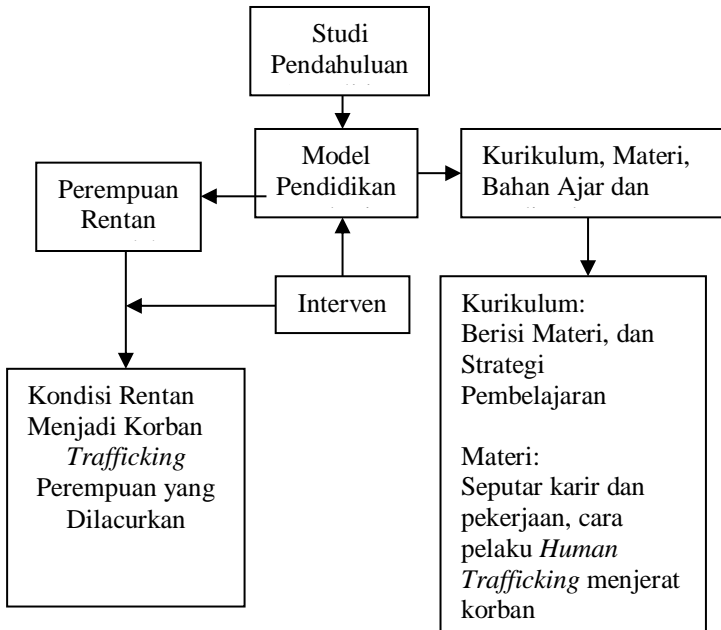 Studi
Pendahuluan
Model
Pendidikan
Kurikulum, Materi,
Bahan Ajar dan
Perempuan
Rentan
Interven
Kurikulum:
Berisi Materi, dan
Strategi
Pembelajaran
Materi:
Seputar karir dan
pekerjaan, cara
pelaku Human
Trafficking menjerat
korban
Kondisi Rentan
Menjadi Korban
Trafficking
Perempuan yang
Dilacurkan